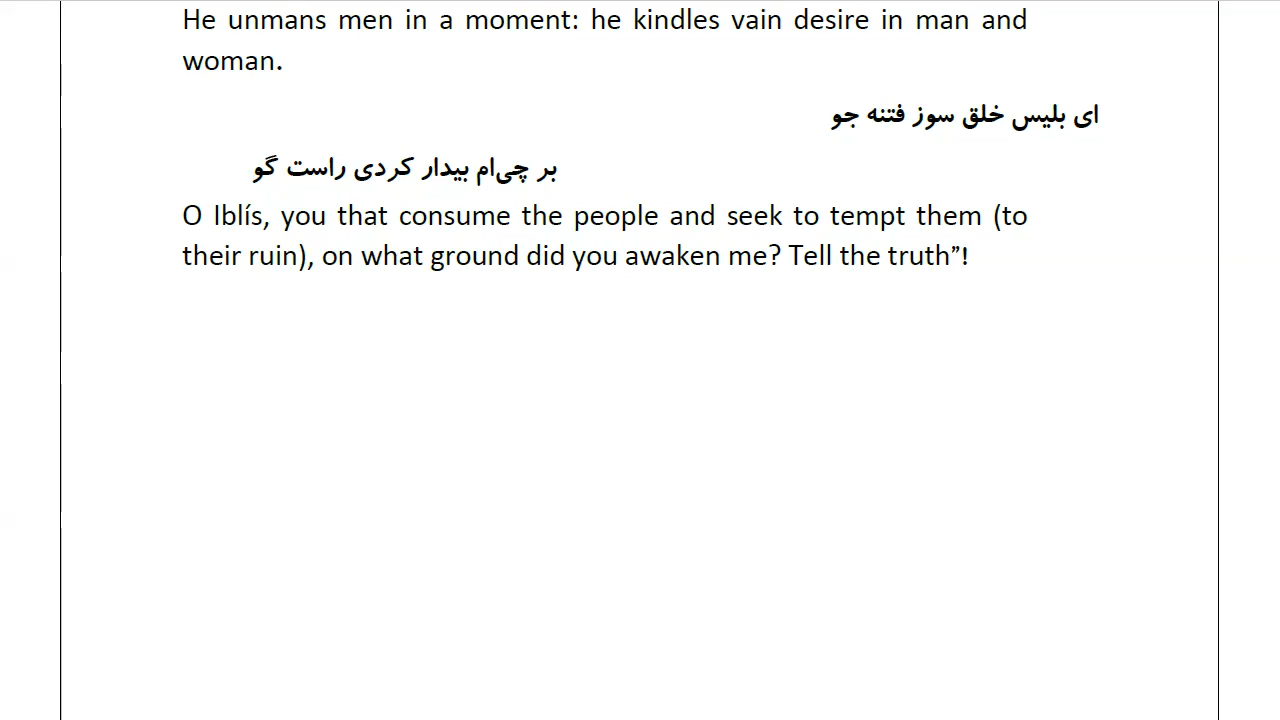 He unmans men in a moment: he kindles vain desire in man and
woman.
ای بلیس خلق سوز فتنه جو
بر چی‌ام بیدار کردی راست گو
O Iblís, you that consume the people and seek to tempt them (to
their ruin), on what ground did you awaken me? Tell the truth”!